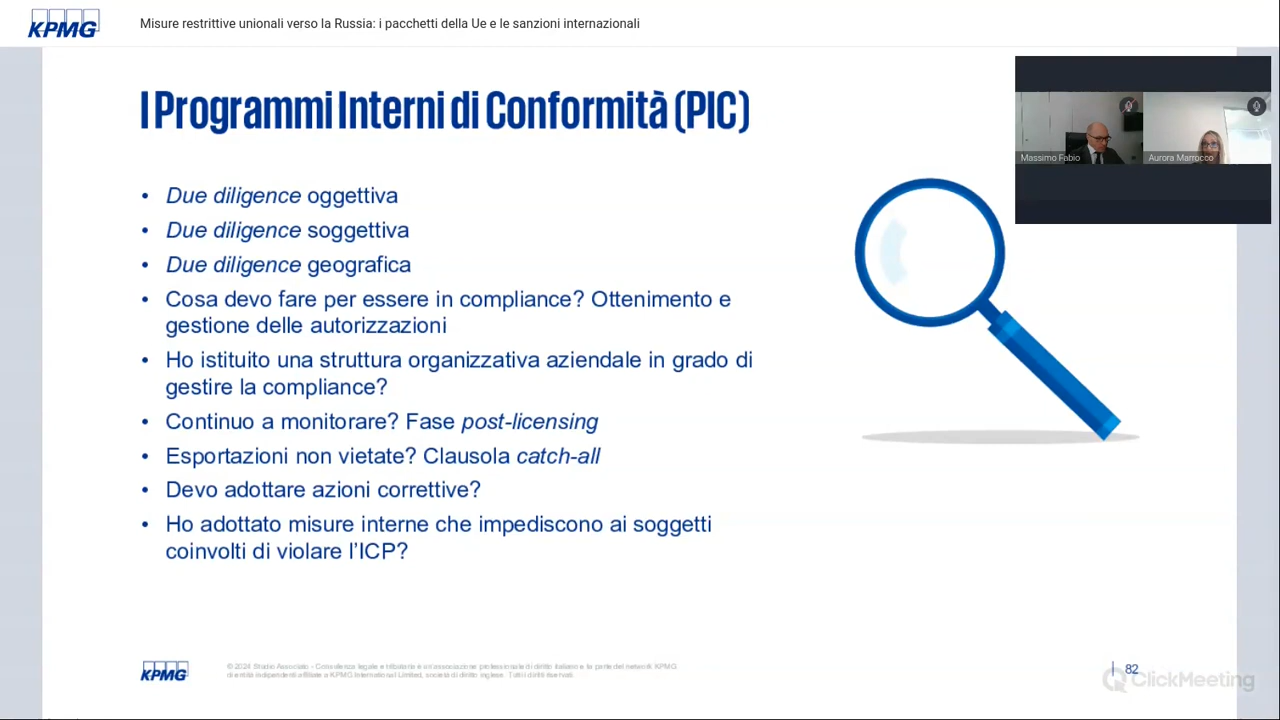 KPMG
Misure restrittive unionali verso la Russia: i pacchetti della Ue e le sanzioni internazionali
I Programmi Interni di Conformità (PIC)
Massimo Fabio
Aurora Marrocco
• Due diligence oggettiva
• Due diligence soggettiva
• Due diligence geografica
• Cosa devo fare per essere in compliance? Ottenimento e
gestione delle autorizzazioni
• Ho istituito una struttura organizzativa aziendale in grado di
gestire la compliance?
• Continuo a monitorare? Fase post-licensing
• Esportazioni non vietate? Clausola catch-all
• Devo adottare azioni correttive?
• Ho adottato misure interne che impediscono ai soggetti
coinvolti di violare l’ICP?
KPMG
© 2024 Studio Associato - Consulenza legale e tributaria è un'associazione professionale di diritto italiano e fa parte del network KPMG
di entità indipendenti affiliate a KPMG International Limited, società di diritto inglese. Tutti i diritti riservati.
| 82
ClickMeeting